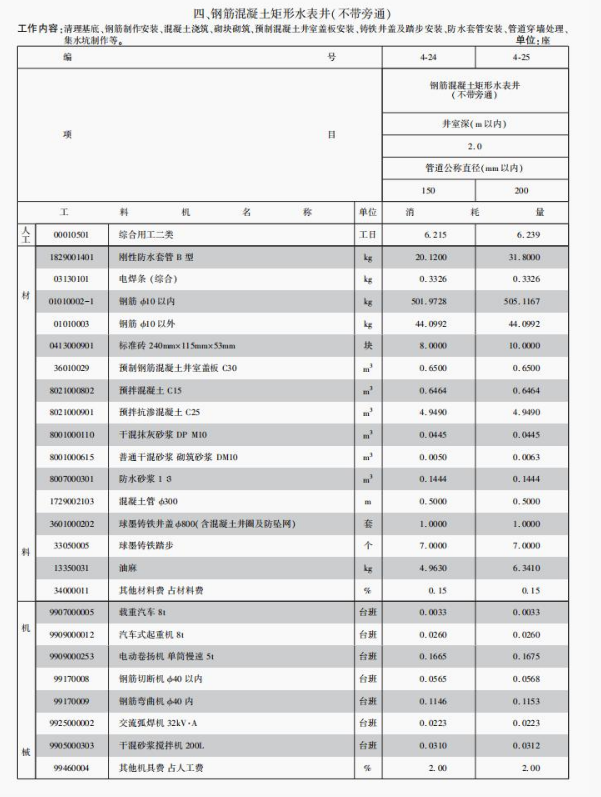 四、钢筋混凝土矩形水表井(不带旁通)
工作内容:清理基底、钢筋制作安装、混凝土浇筑、砌块砌筑、预制混凝土井室盖板安装、铸铁井盖及踏步安装、防水套管安装、管道穿墙处理、
集水坑制作等。 单位:座
编 号 4-24 4-25
项 目 钢筋混凝土矩形水表井
(不带旁通)
井室深(m以内)
2.0
管道公称直径(mm以内)
150 200
工 料 机 名 称 单位 消 耗 量
人工 00010501 综合用工二类 工日 6.215 6.239
材料 1829001401 刚性防水套管 B 型 kg 20.1200 31.8000
03130101 电焊条 (综合) kg 0.3326 0.3326
01010002-1 钢筋 φ10以内 kg 501.9728 505.1167
01010003 钢筋 φ10以外 kg 44.0992 44.0992
0413000901 标准砖 240mm×115mm×53mm 块 8.0000 10.0000
36010029 预制钢筋混凝土井室盖板 C30 m³ 0.6500 0.6500
8021000802 预拌混凝土 C15 m³ 0.6464 0.6464
8021000901 预拌抗渗混凝土 C25 m³ 4.9490 4.9490
8001000110 干混抹灰砂浆 DP M10 m³ 0.0445 0.0445
8001000615 普通干混砂浆 砌筑砂浆 DM10 m³ 0.0050 0.0063
8007000301 防水砂浆 1∶3 m³ 0.1444 0.1444
1729002103 混凝土管 φ300 m 0.5000 0.5000
3601000202 球墨铸铁井盖 φ800(含混凝土井圈及防坠网) 套 1.0000 1.0000
33050005 球墨铸铁踏步 个 7.0000 7.0000
13350031 油麻 kg 4.9630 6.3410
34000011 其他材料费 占材料费 % 0.15 0.15
机械 9907000005 载重汽车 8t 台班 0.0033 0.0033
9909000012 汽车式起重机 8t 台班 0.0260 0.0260
9909000253 电动卷扬机 单筒慢速 5t 台班 0.1665 0.1675
99170008 钢筋切断机 φ40 以内 台班 0.0565 0.0568
99170009 钢筋弯曲机 φ40 内 台班 0.1146 0.1153
9925000002 交流弧焊机 32kV·A 台班 0.0223 0.0223
9905000303 干混砂浆搅拌机 200L 台班 0.0310 0.0312
99460004 其他机具费 占人工费 % 2.00 2.00